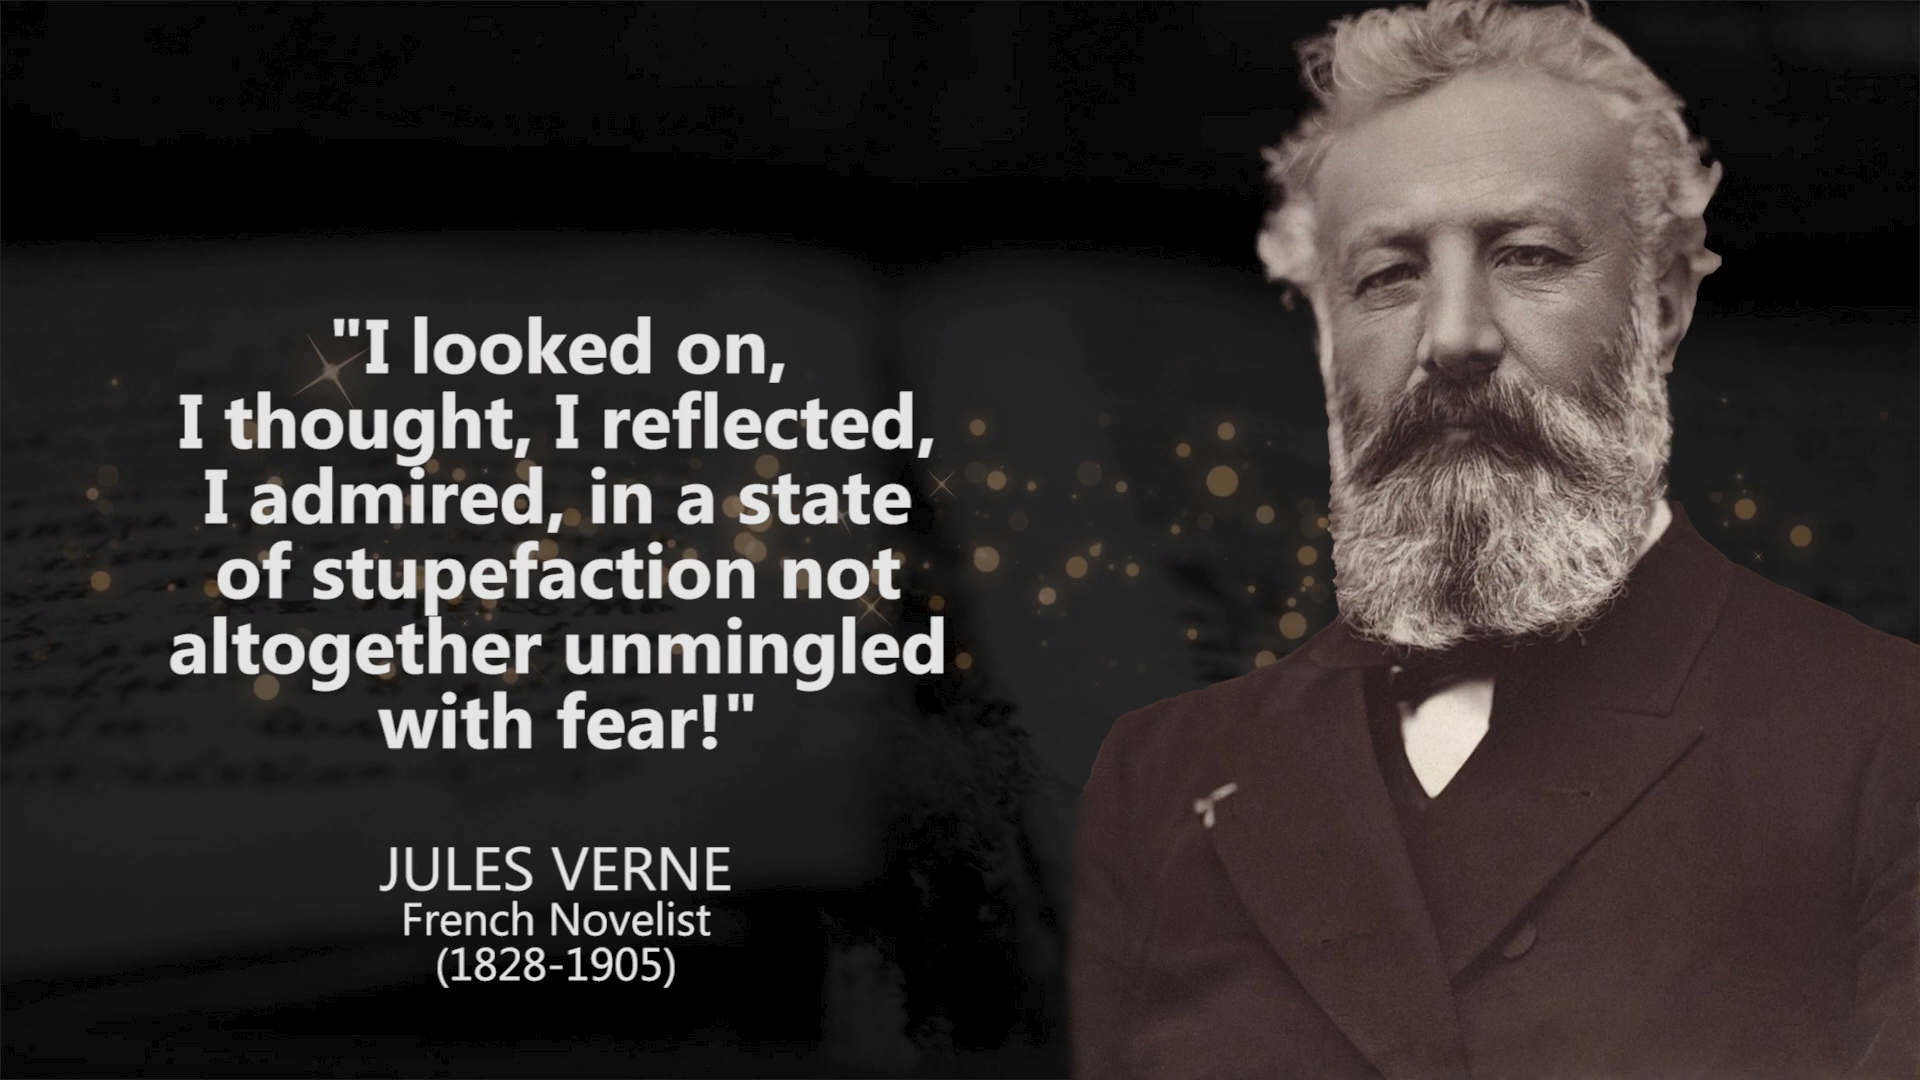 "I looked on,
I thought, I reflected,
I admired, in a state
of stupefaction not
altogether unmingled
with fear!"
JULES VERNE
French Novelist
(1828-1905)